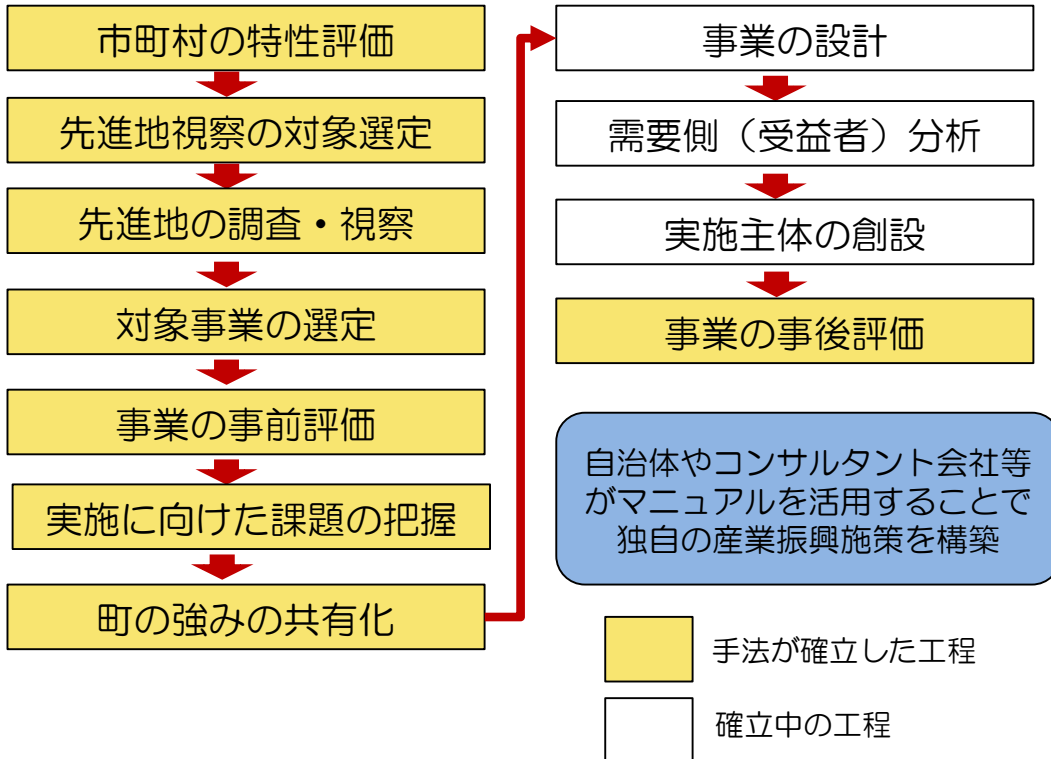 市町村の特性評価
先進地視察の対象選定
先進地の調査・視察
対象事業の選定
事業の事前評価
実施に向けた課題の把握
町の強みの共有化
事業の設計
需要側（受益者）分析
実施主体の創設
事業の事後評価
自治体やコンサルタント会社等
がマニュアルを活用することで
独自の産業振興施策を構築
手法が確立した工程
確立中の工程